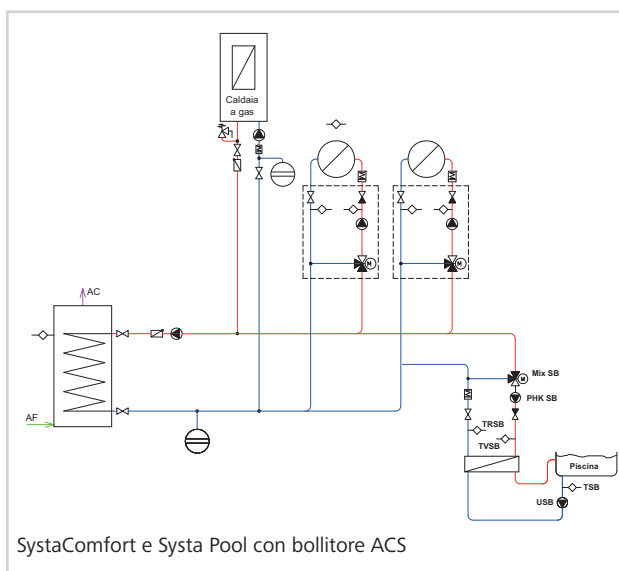 Caldaia
a gas
M
M
AC
AF
M
Mix SB
PHK SB
TRSB
TVSB
Piscina
TSB
USB
SystaComfort e Systa Pool con bollitore ACS